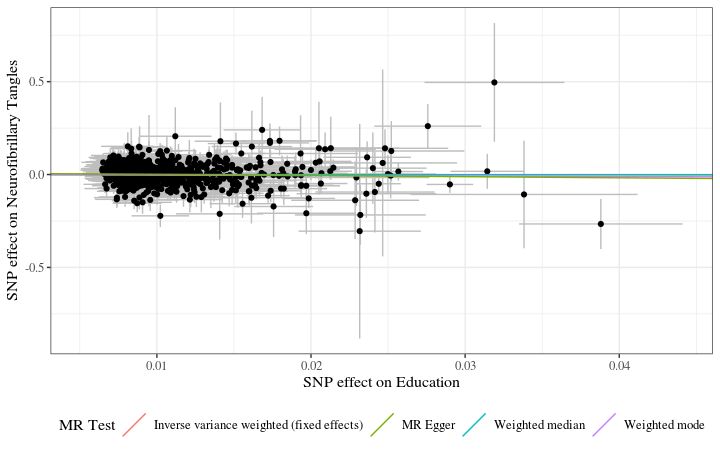 SNP effect on Neurofibrillary Tangles
0.5
0.0
-0.5
0.01 0.02 0.03 0.04
SNP effect on Education
MR Test Inverse variance weighted (fixed effects) MR Egger Weighted median Weighted mode